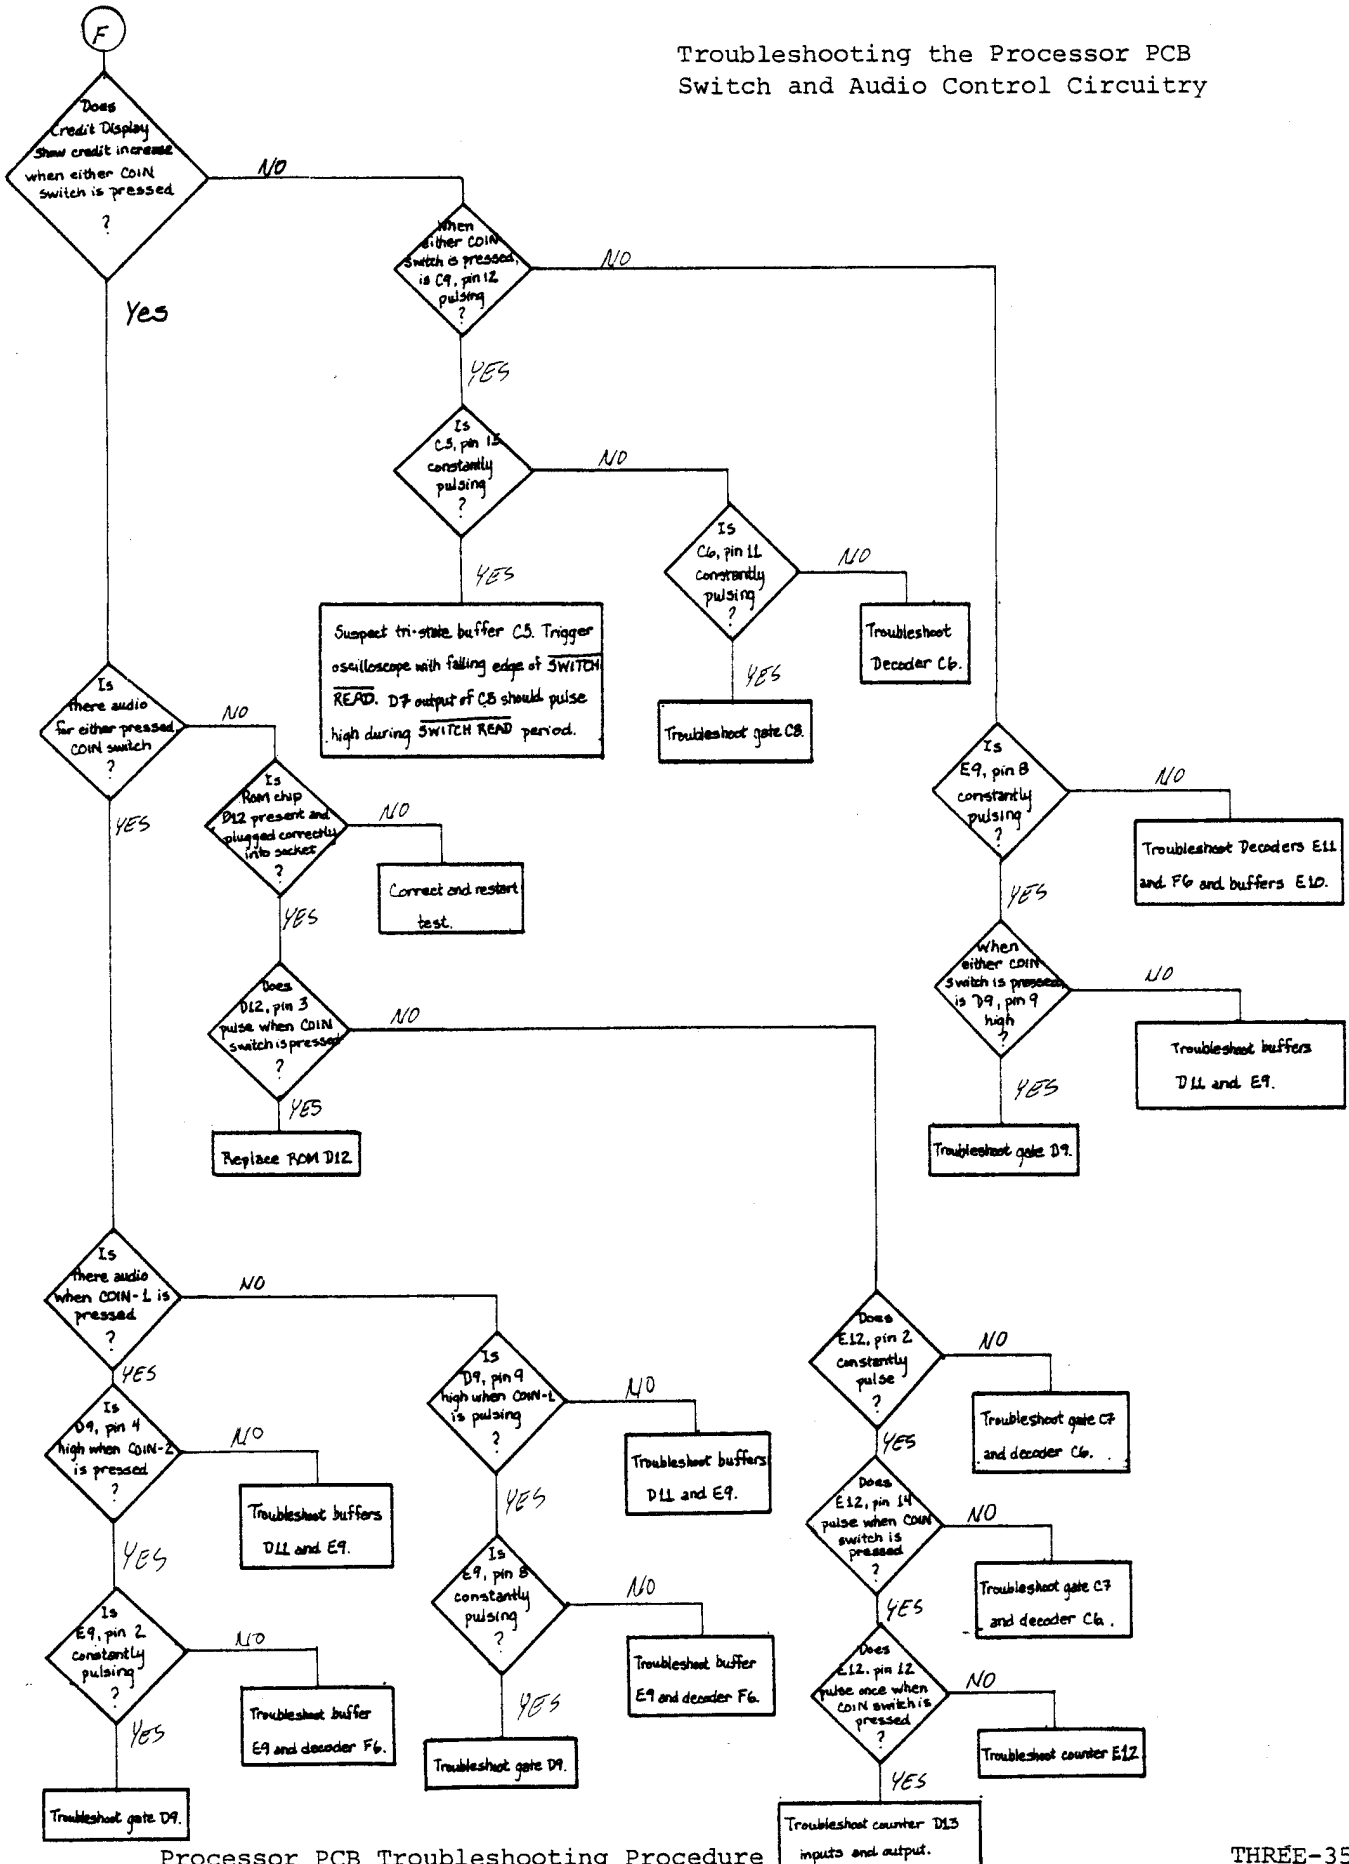 F
Troubleshooting the Processor PCB
Switch and Audio Control Circuitry
Does
Credit Display
Show credit increase
when either COIN
switch is pressed
?
NO
Yes
When
either COIN
Switch is pressed,
is C9, pin 12
pulsing
?
NO
YES
Is
C5, pin 15
constantly
pulsing
?
NO
YES
Is
C6, pin 11
constantly
pulsing
?
NO
YES
Suspect tri-state buffer C5. Trigger
oscilloscope with falling edge of SWITCH
READ. D7 output of C5 should pulse
high during SWITCH READ period.
Troubleshoot
Decoder C6.
Troubleshoot gate C8.
Is
there audio
for either pressed
COIN switch
?
NO
YES
Is
ROM chip
D12 present and
plugged correctly
into socket
?
NO
YES
Correct and restart
test.
Is
E9, pin 8
constantly
pulsing
?
NO
YES
Troubleshoot Decoders E11
and F6 and buffers E10.
When
either COIN
Switch is pressed,
is D9, pin 9
high
?
NO
YES
Troubleshoot buffers
D11 and E9.
Troubleshoot gate D9.
Does
D12, pin 3
pulse when COIN
switch is pressed
?
NO
YES
Replace ROM D12
Is
there audio
when COIN-1 is
pressed
?
NO
YES
Is
D9, pin 4
high when COIN-2
is pressed
?
NO
YES
Troubleshoot buffers
D11 and E9.
Is
E9, pin 2
constantly
pulsing
?
NO
YES
Troubleshoot buffer
E9 and decoder F6.
Troubleshoot gate D9.
Is
D9, pin 9
high when COIN-1
is pulsing
?
NO
YES
Troubleshoot buffers
D11 and E9.
Is
E9, pin 8
constantly
pulsing
?
NO
YES
Troubleshoot buffer
E9 and decoder F6.
Troubleshoot gate D9.
Does
E12, pin 2
constantly
pulse
?
NO
YES
Troubleshoot gate C7
and decoder C6.
Does
E12, pin 14
pulse when COIN
switch is
pressed
?
NO
YES
Troubleshoot gate C7
and decoder C6.
Does
E12, pin 12
pulse once when
COIN switch is
pressed
?
NO
YES
Troubleshoot counter E12
Troubleshoot counter D13
inputs and output.
Processor PCB Troubleshooting Procedure
THREE-35